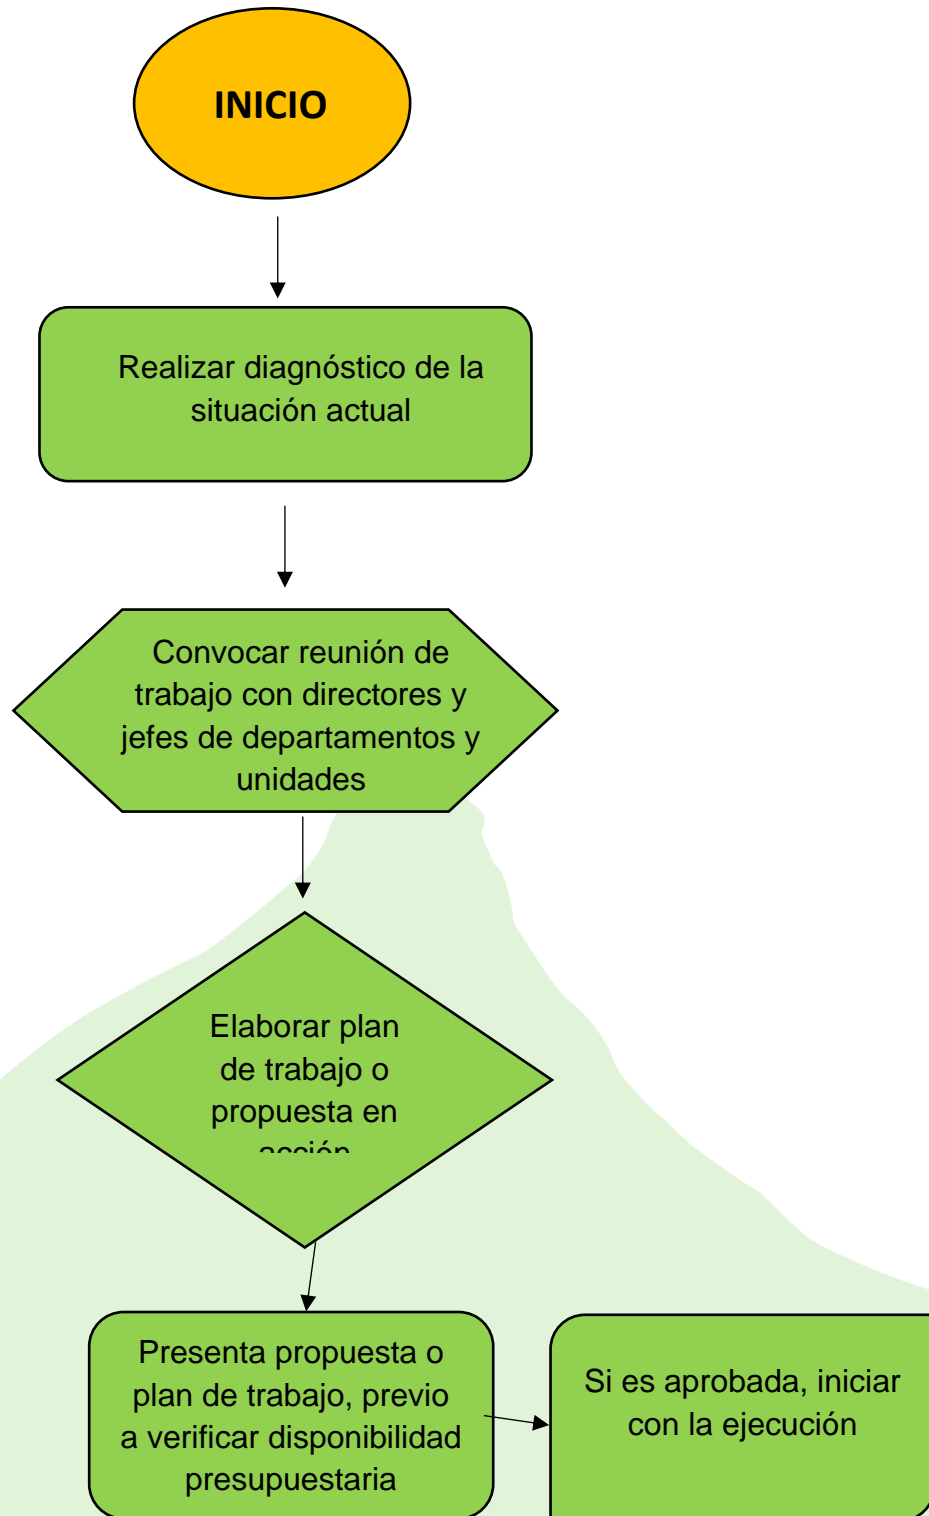 INICIO
Realizar diagnóstico de la
situación actual
Convocar reunión de
trabajo con directores y
jefes de departamentos y
unidades
Elaborar plan
de trabajo o
propuesta en
acción
Presenta propuesta o
plan de trabajo, previo
a verificar disponibilidad
presupuestaria
Si es aprobada, iniciar
con la ejecución